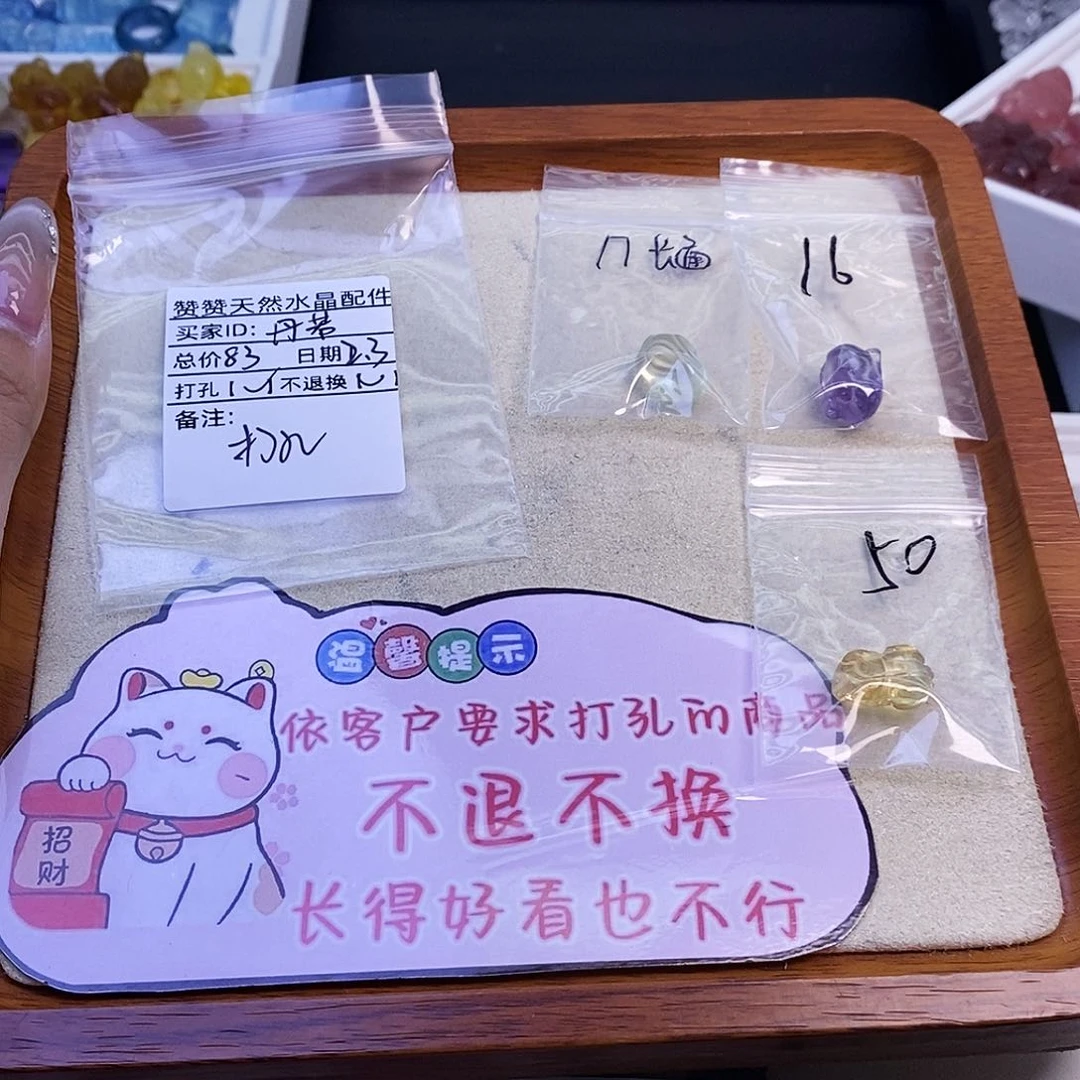 赞赞天然水晶配件
买家ID: 丹若
总价83 日期2.3
打孔 [✓] 不退换 [✓]
备注:
打孔
17 长通
16
50
温馨提示
依客户要求打孔的商品
不退不换
长得好看也不行
招
财